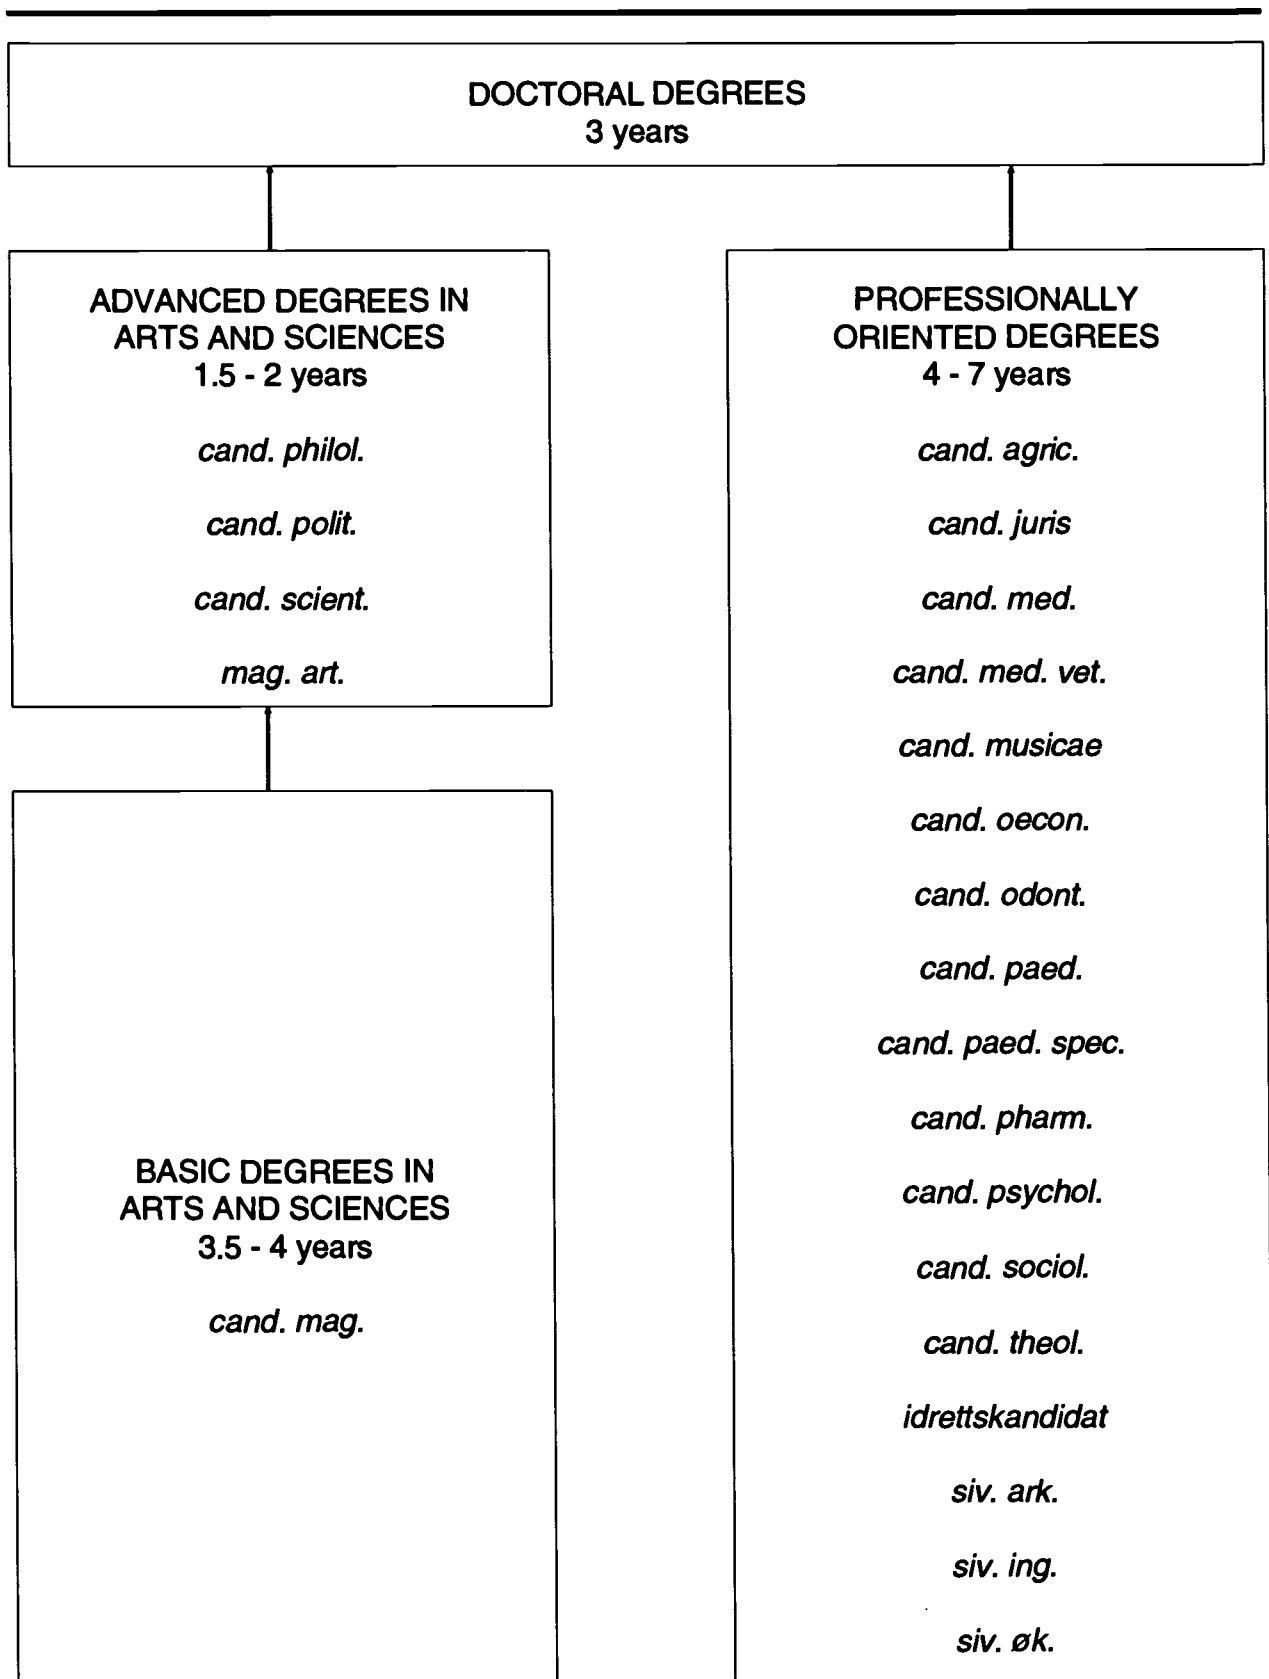 DOCTORAL DEGREES
3 years
ADVANCED DEGREES IN
ARTS AND SCIENCES
1.5 - 2 years
cand. philol.
cand. polit.
cand. scient.
mag. art.
BASIC DEGREES IN
ARTS AND SCIENCES
3.5 - 4 years
cand. mag.
PROFESSIONALLY
ORIENTED DEGREES
4 - 7 years
cand. agric.
cand. juris
cand. med.
cand. med. vet.
cand. musicae
cand. oecon.
cand. odont.
cand. paed.
cand. paed. spec.
cand. pharm.
cand. psychol.
cand. sociol.
cand. theol.
idrettskandidat
siv. ark.
siv. ing.
siv. øk.